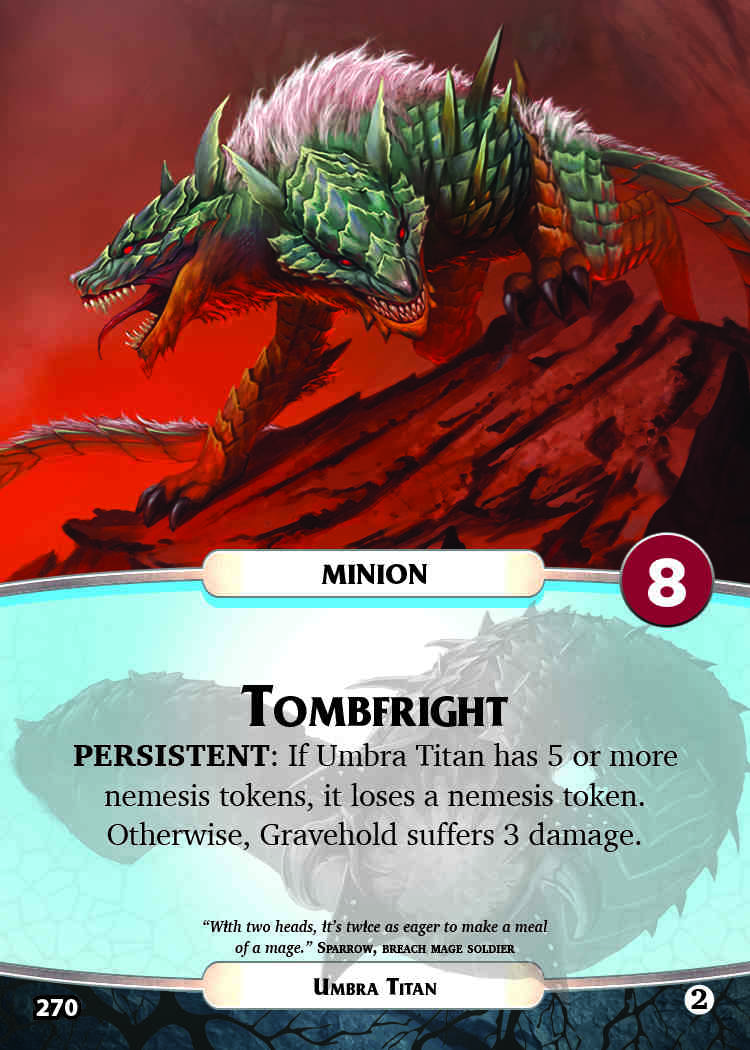 MINION
8
Tombfright
PERSISTENT: If Umbra Titan has 5 or more
nemesis tokens, it loses a nemesis token.
Otherwise, Gravehold suffers 3 damage.
“With two heads, it’s twice as eager to make a meal
of a mage.” Sparrow, breach mage soldier
Umbra Titan
270
2